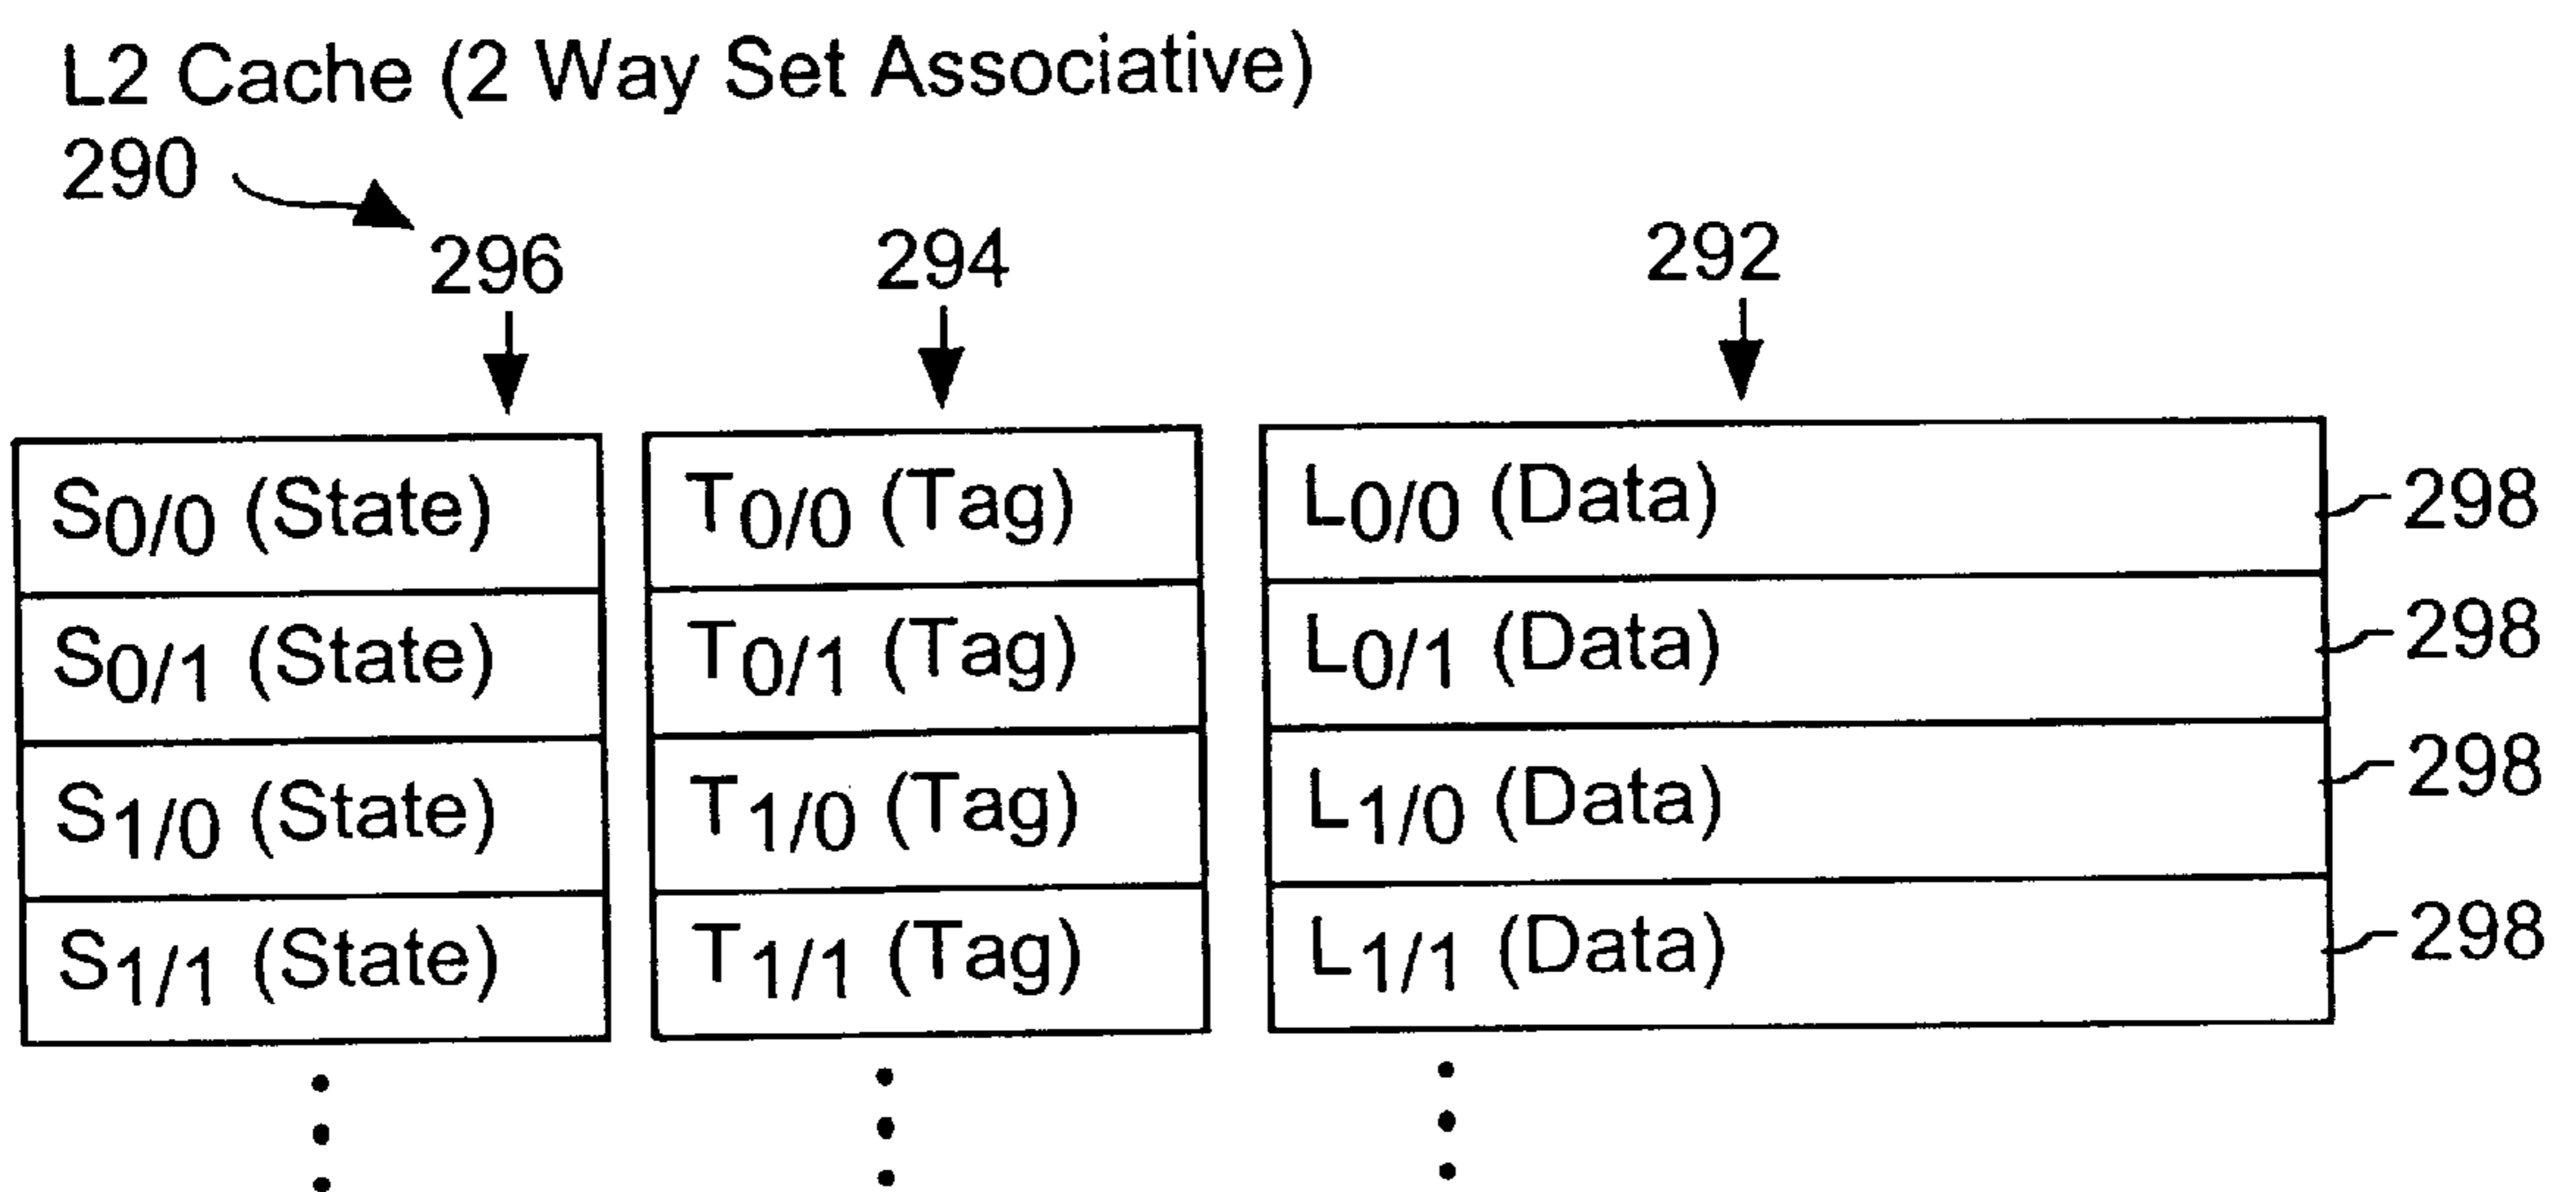 L2 Cache (2 Way Set Associative)
290
296 294 292
S0/0 (State) T0/0 (Tag) L0/0 (Data) 298
S0/1 (State) T0/1 (Tag) L0/1 (Data) 298
S1/0 (State) T1/0 (Tag) L1/0 (Data) 298
S1/1 (State) T1/1 (Tag) L1/1 (Data) 298